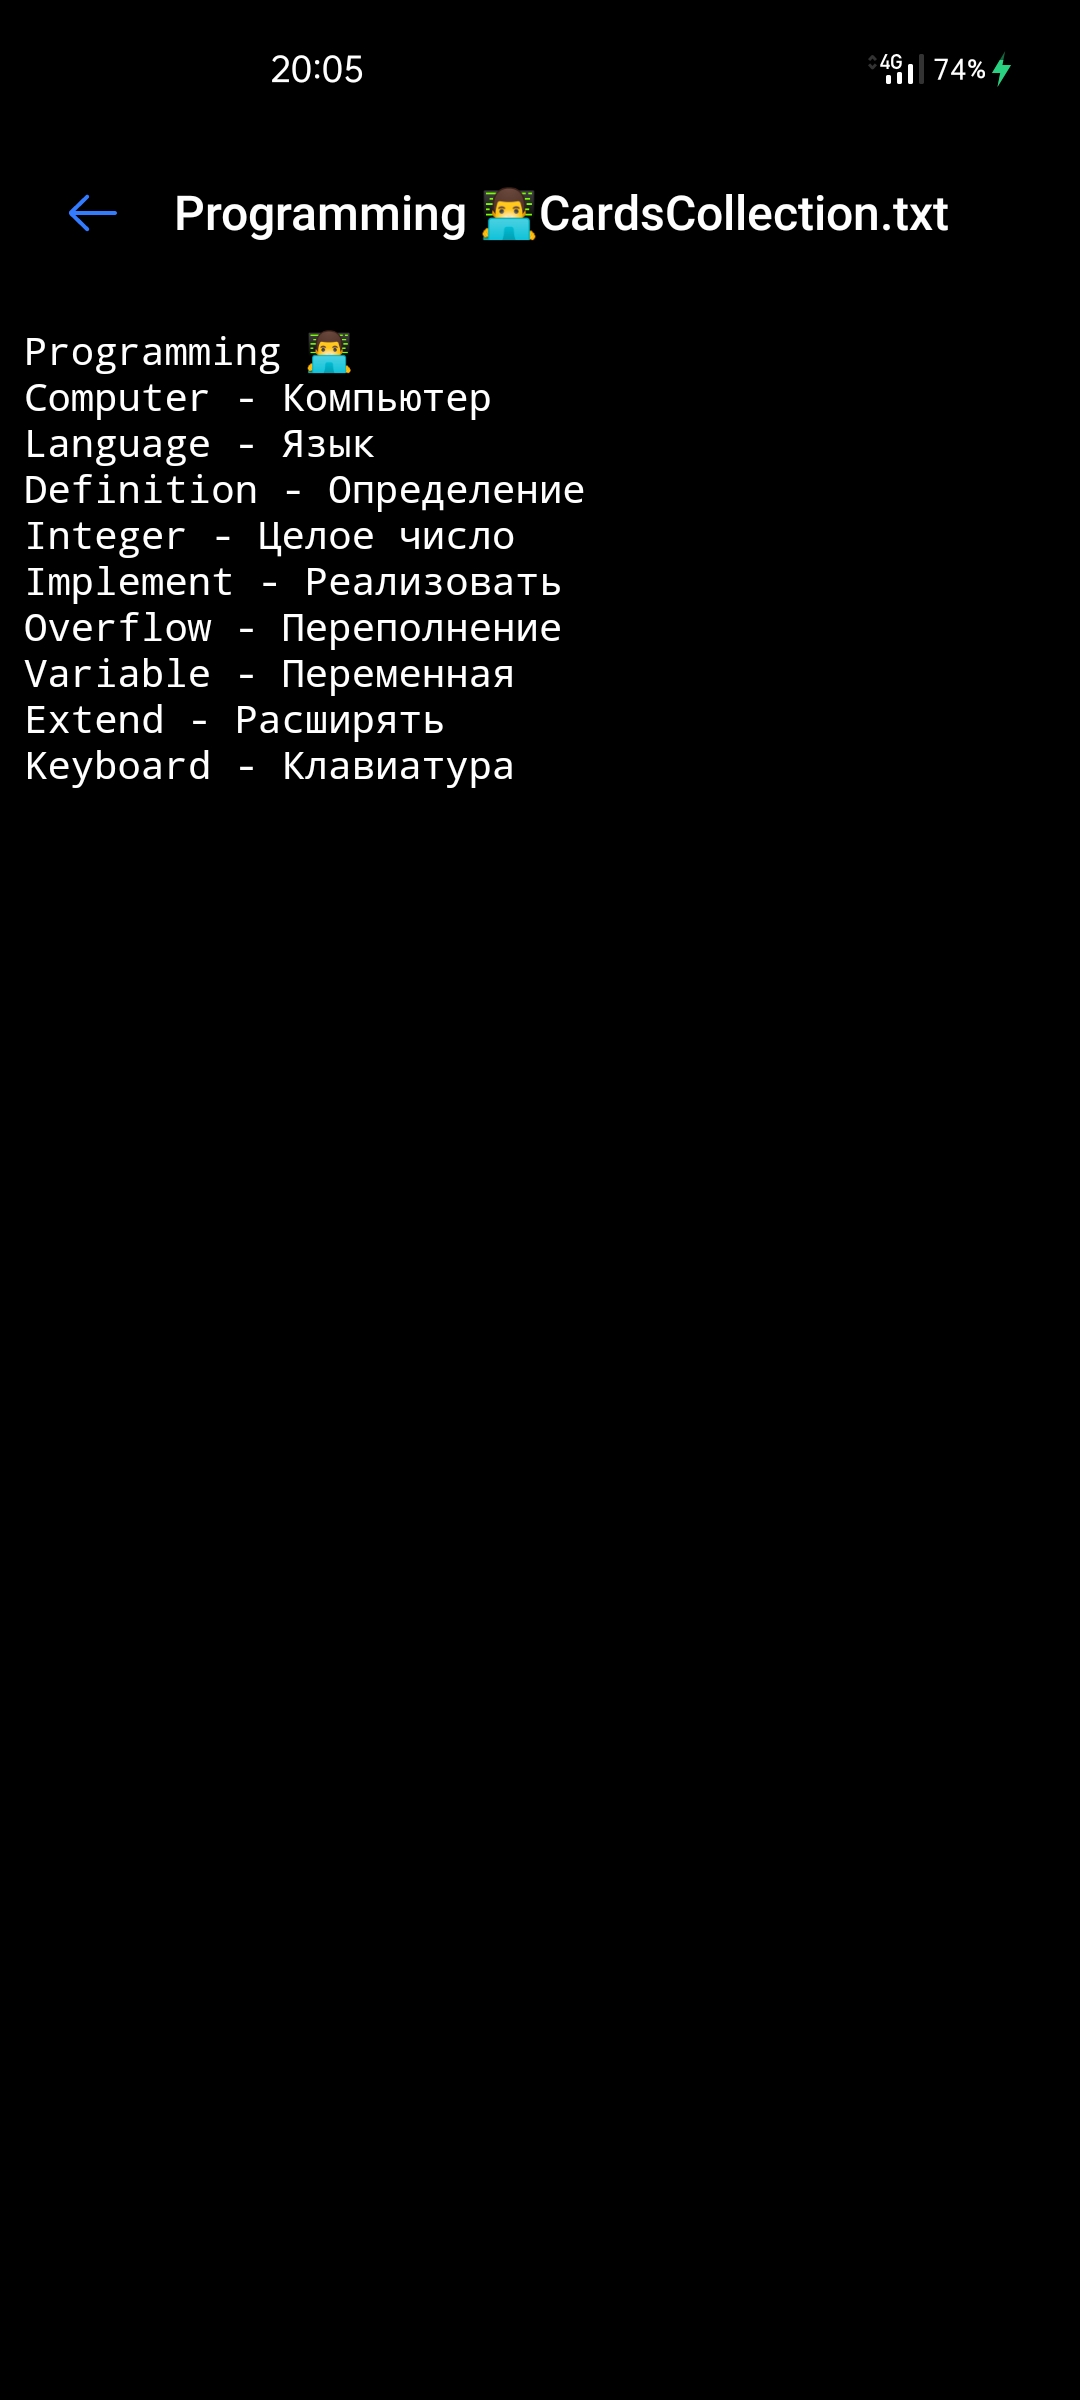 20:05 4G 74%
Programming 👨‍💻CardsCollection.txt
Programming 👨‍💻
Computer - Компьютер
Language - Язык
Definition - Определение
Integer - Целое число
Implement - Реализовать
Overflow - Переполнение
Variable - Переменная
Extend - Расширять
Keyboard - Клавиатура